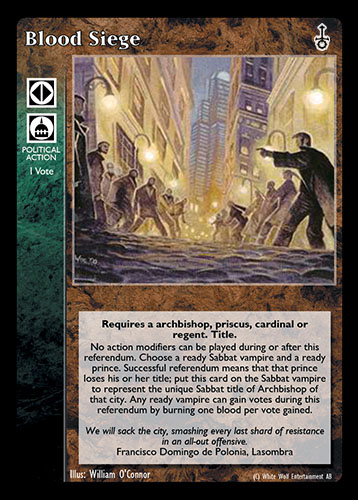 Blood Siege
POLITICAL
ACTION
1 Vote
Requires a archbishop, priscus, cardinal or
regent. Title.
No action modifiers can be played during or after this
referendum. Choose a ready Sabbat vampire and a ready
prince. Successful referendum means that that prince
loses his or her title; put this card on the Sabbat vampire
to represent the unique Sabbat title of Archbishop of
that city. Any ready vampire can gain votes during this
referendum by burning one blood per vote gained.
We will sack the city, smashing every last shard of resistance
in an all-out offensive.
Francisco Domingo de Polonia, Lasombra
Illus: William O'Connor
(C) White Wolf Entertainment AB